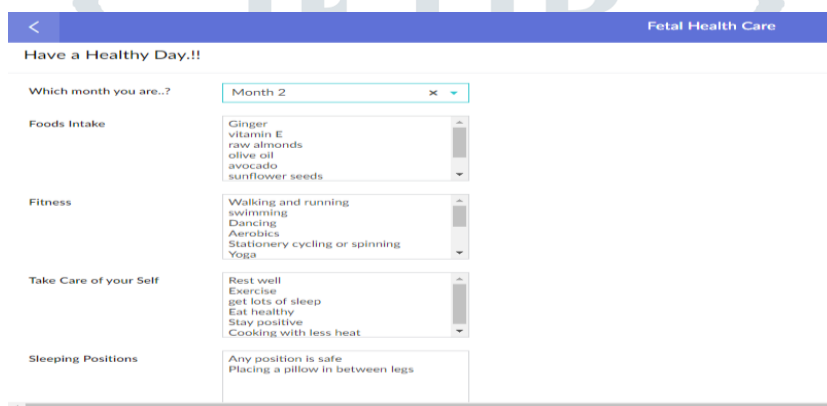 Fetal Health Care
Have a Healthy Day.!!
Which month you are..?
Month 2
Foods Intake
Ginger
vitamin E
raw almonds
olive oil
avocado
sunflower seeds
Fitness
Walking and running
swimming
Dancing
Aerobics
Stationery cycling or spinning
Yoga
Take Care of your Self
Rest well
Exercise
get lots of sleep
Eat healthy
Stay positive
Cooking with less heat
Sleeping Positions
Any position is safe
Placing a pillow in between legs